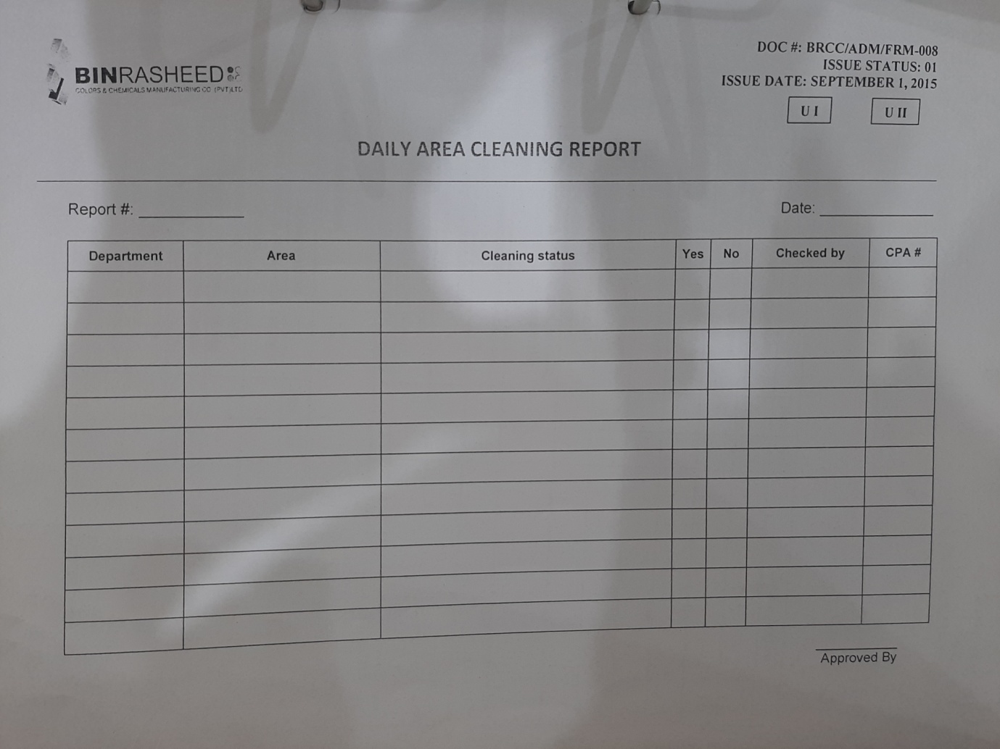 BINRASHEED
COLORS & CHEMICALS MANUFACTURING CO (PVT)LTD
DOC #: BRCC/ADM/FRM-008
ISSUE STATUS: 01
ISSUE DATE: SEPTEMBER 1, 2015
U I U II
DAILY AREA CLEANING REPORT
Report #: Date:
Department Area Cleaning status Yes No Checked by CPA #
Approved By